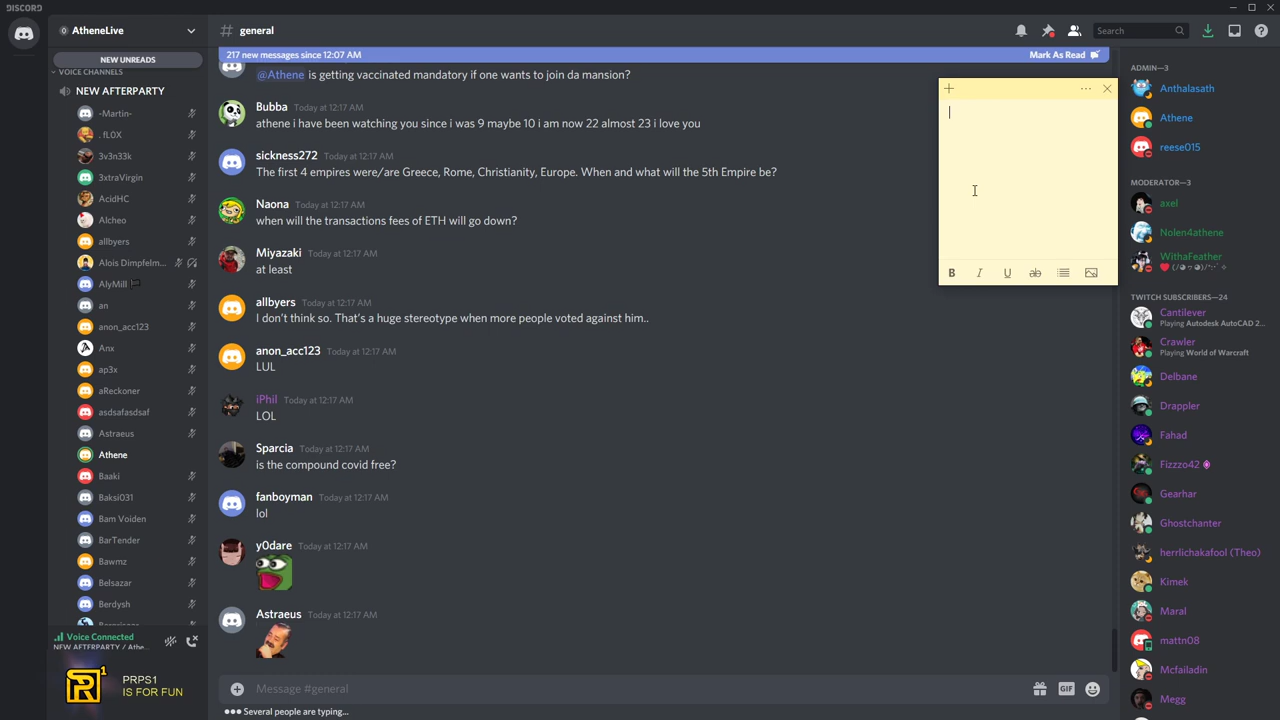 DISCORD
AtheneLive
NEW UNREADS
VOICE CHANNELS
NEW AFTERPARTY
-Martin-
. fL0X
3v3n33k
3xtraVirgin
AcidHC
Alcheo
allbyers
Alois Dimpfelm...
AlyMill
an
anon_acc123
Anx
ap3x
aReckoner
asdsafasdsaf
Astraeus
Athene
Baaki
Baksi031
Bam Voiden
BarTender
Bawmz
Belsazar
Berdysh
Voice Connected
NEW AFTERPARTY / Athe...
PRPS1
IS FOR FUN
# general
Search
217 new messages since 12:07 AM
Mark As Read
@Athene is getting vaccinated mandatory if one wants to join da mansion?
Bubba Today at 12:17 AM
athene i have been watching you since i was 9 maybe 10 i am now 22 almost 23 i love you
sickness272 Today at 12:17 AM
The first 4 empires were/are Greece, Rome, Christianity, Europe. When and what will the 5th Empire be?
Naona Today at 12:17 AM
when will the transactions fees of ETH will go down?
Miyazaki Today at 12:17 AM
at least
allbyers Today at 12:17 AM
I don't think so. That's a huge stereotype when more people voted against him..
anon_acc123 Today at 12:17 AM
LUL
iPhil Today at 12:17 AM
LOL
Sparcia Today at 12:17 AM
is the compound covid free?
fanboyman Today at 12:17 AM
lol
y0dare Today at 12:17 AM
Astraeus Today at 12:17 AM
Message #general
GIF
Several people are typing...
B I U ab
ADMIN—3
Anthalasath
Athene
reese015
MODERATOR—3
axel
Nolen4athene
WithaFeather
TWITCH SUBSCRIBERS—24
Cantilever
Playing Autodesk AutoCAD 2...
Crawler
Playing World of Warcraft
Delbane
Drappler
Fahad
Fizzzo42
Gearhar
Ghostchanter
herrlichakafool (Theo)
Kimek
Maral
mattn08
Mcfailadin
Megg